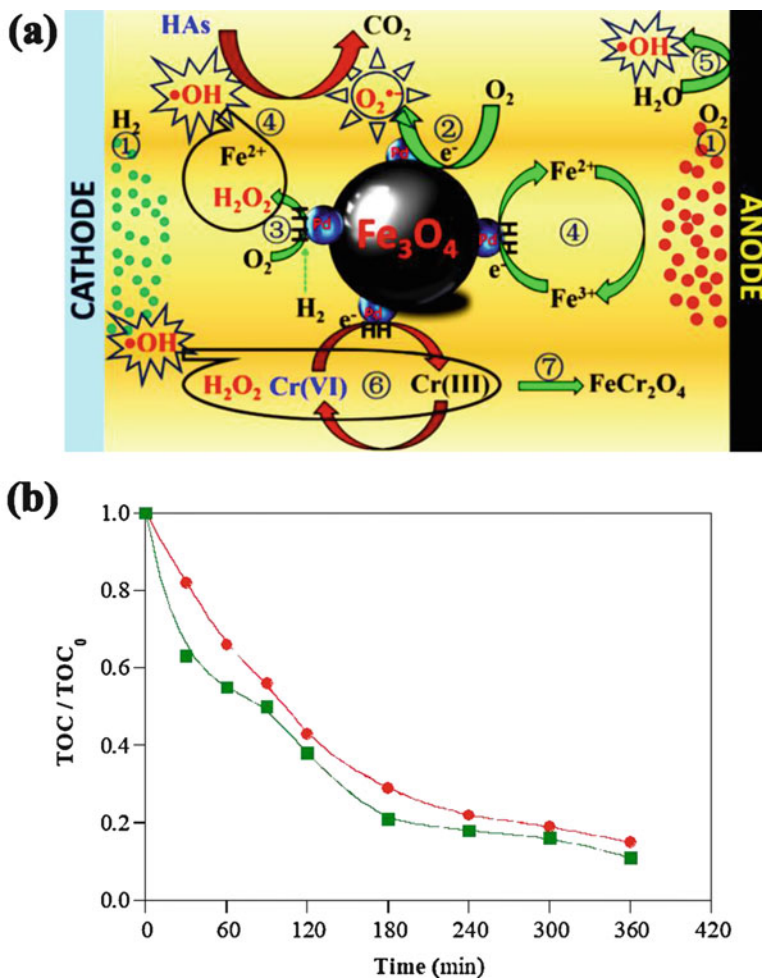 (a)
HAs
CO₂
•OH
⑤
•OH
H₂O
O₂•−
O₂
H₂
①
④
②
e⁻
O₂
①
Fe²⁺
Pd
Fe²⁺
H₂O₂
HH
③
Pd
Fe₃O₄
Pd
HH
④
O₂
e⁻
Fe³⁺
H₂
e⁻
Pd
HH
CATHODE
ANODE
•OH
H₂O₂ Cr(VI) ⑥ Cr(III)
⑦
FeCr₂O₄
(b)
1.0
0.8
0.6
0.4
0.2
0.0
TOC / TOC₀
0 60 120 180 240 300 360 420
Time (min)